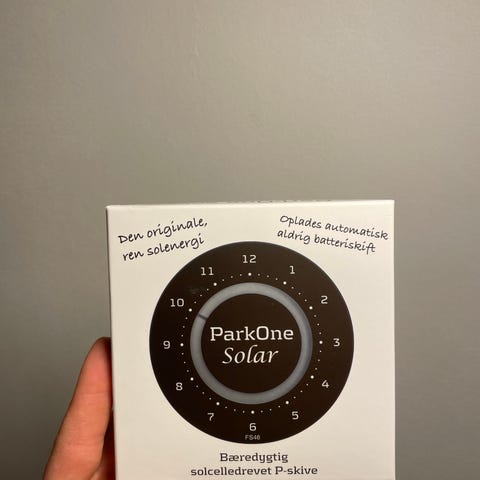 Den originale,
ren solenergi
Oplades automatisk
aldrig batteriskift
12
1
2
3
4
5
6
7
8
9
10
11
ParkOne
Solar
FS46
Bæredygtig
solcelledrevet P-skive